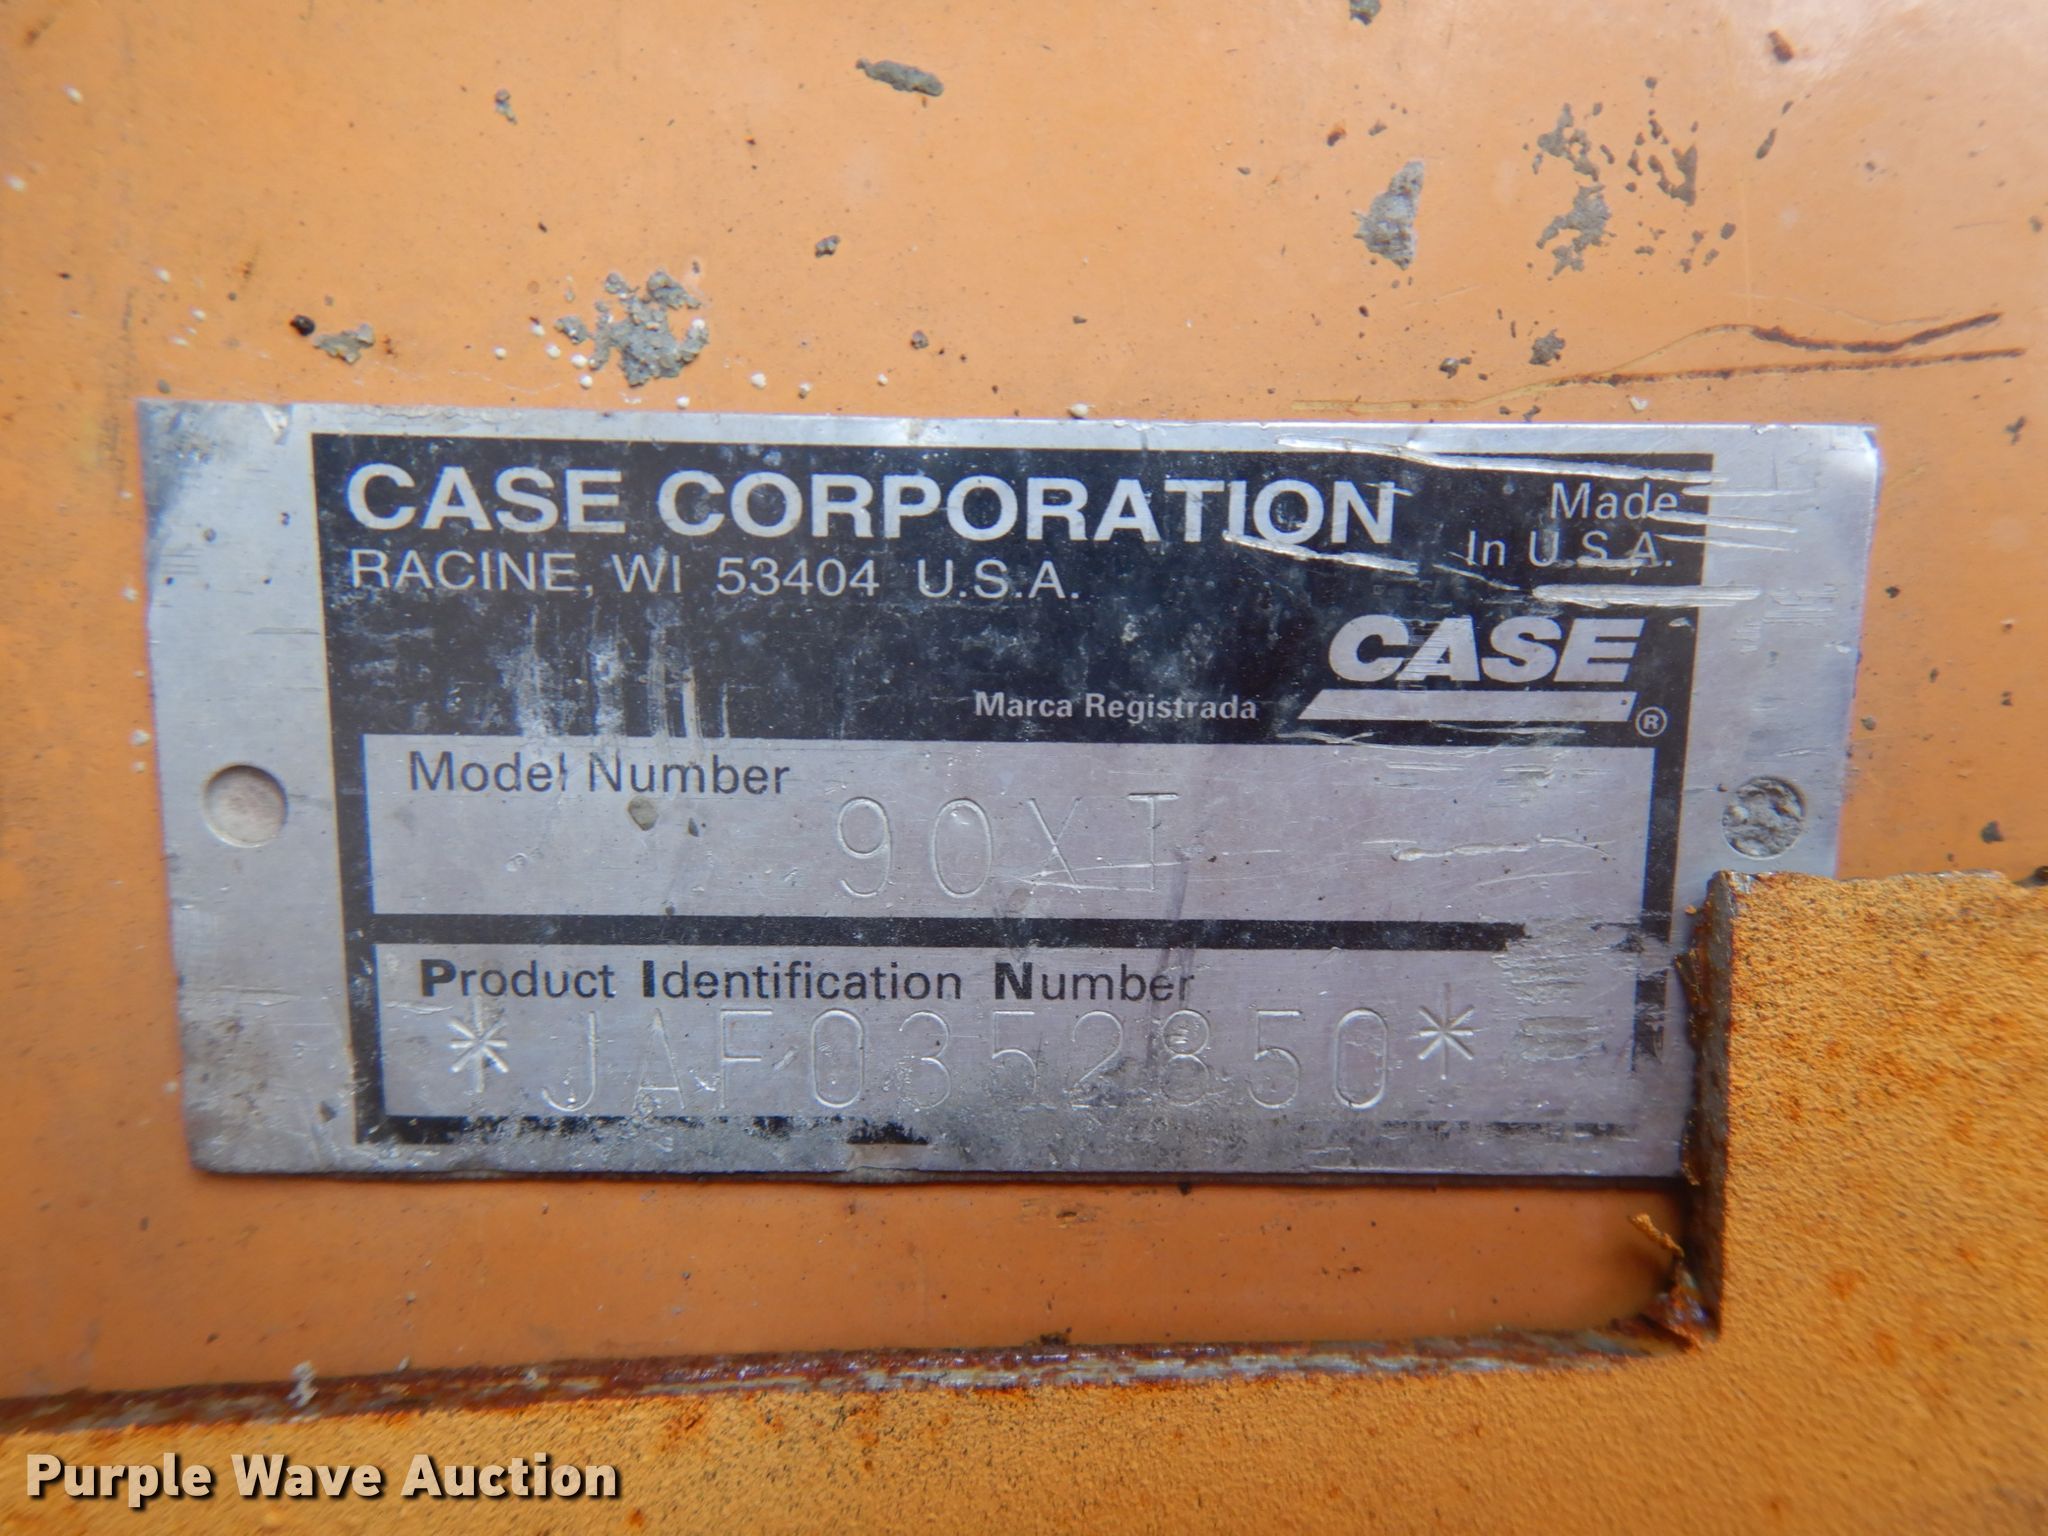 CASE CORPORATION
RACINE, WI 53404 U.S.A.
Made
In U.S.A.
CASE
Marca Registrada ®
Model Number
90XT
Product Identification Number
*JAF0352850*
Purple Wave Auction